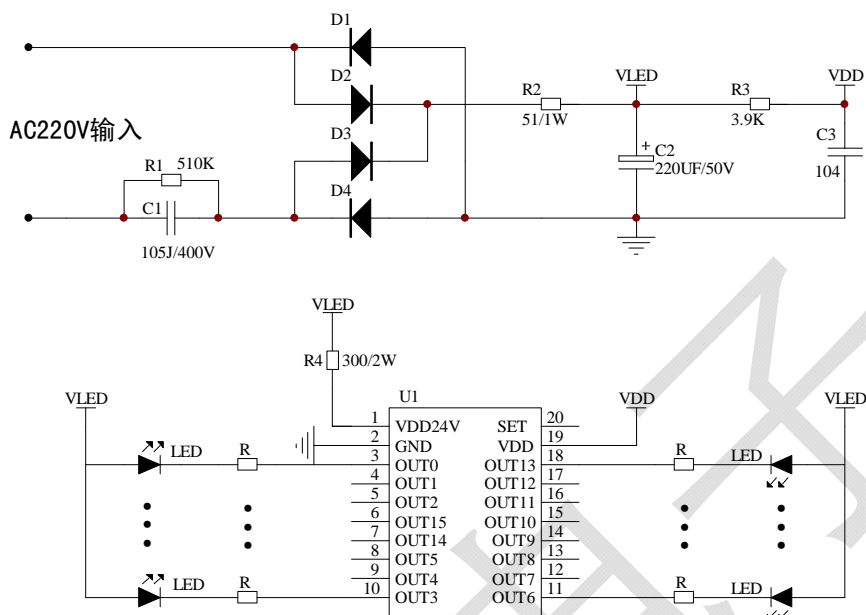 D1
D2
R2
VLED
R3
VDD
51/1W
3.9K
AC220V输入
D3
C3
+
C2
220UF/50V
R1
510K
104
D4
C1
105J/400V
VLED
R4
300/2W
U1
VLED
VDD
VLED
1
VDD24V
SET
20
2
GND
VDD
19
LED
R
3
OUT0
OUT13
18
R
LED
4
OUT1
OUT12
17
5
OUT2
OUT11
16
6
OUT15
OUT10
15
7
OUT14
OUT9
14
8
OUT5
OUT8
13
9
OUT4
OUT7
12
LED
R
10
OUT3
OUT6
11
R
LED